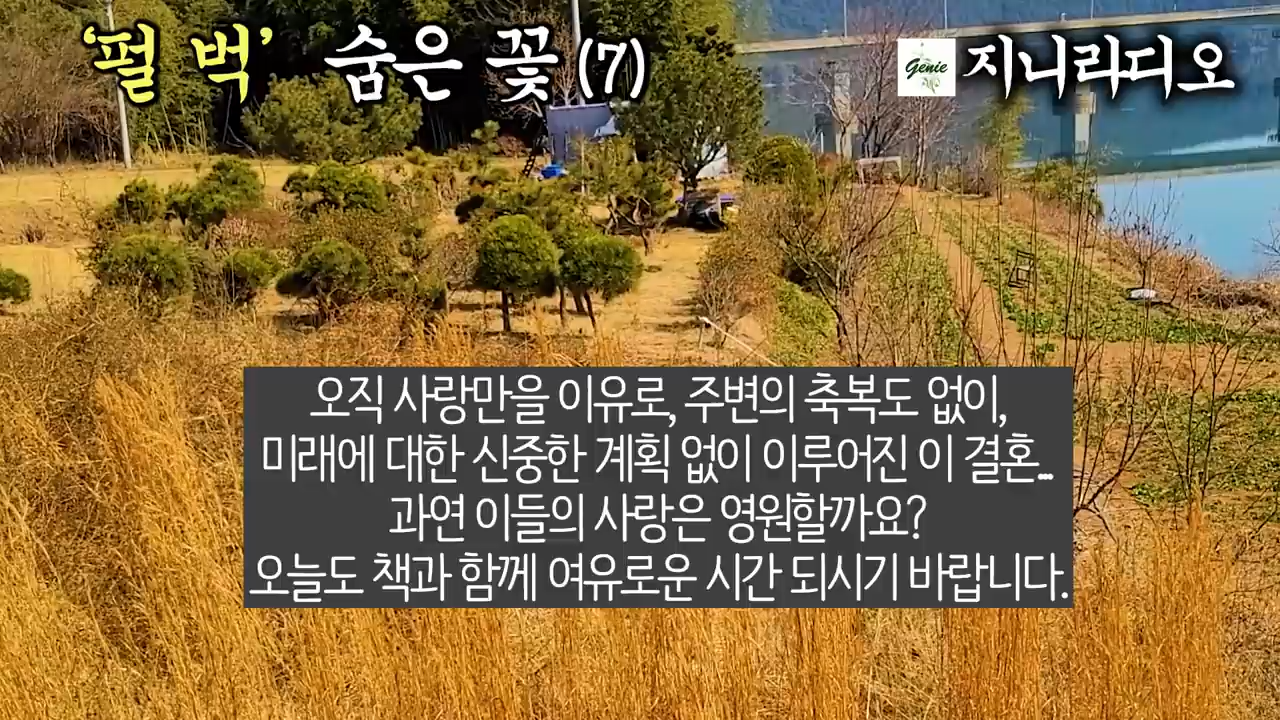 ‘펄 벅’ 숨은 꽃 (7)
Genie 지니라디오
오직 사랑만을 이유로, 주변의 축복도 없이,
미래에 대한 신중한 계획 없이 이루어진 이 결혼...
과연 이들의 사랑은 영원할까요?
오늘도 책과 함께 여유로운 시간 되시기 바랍니다.